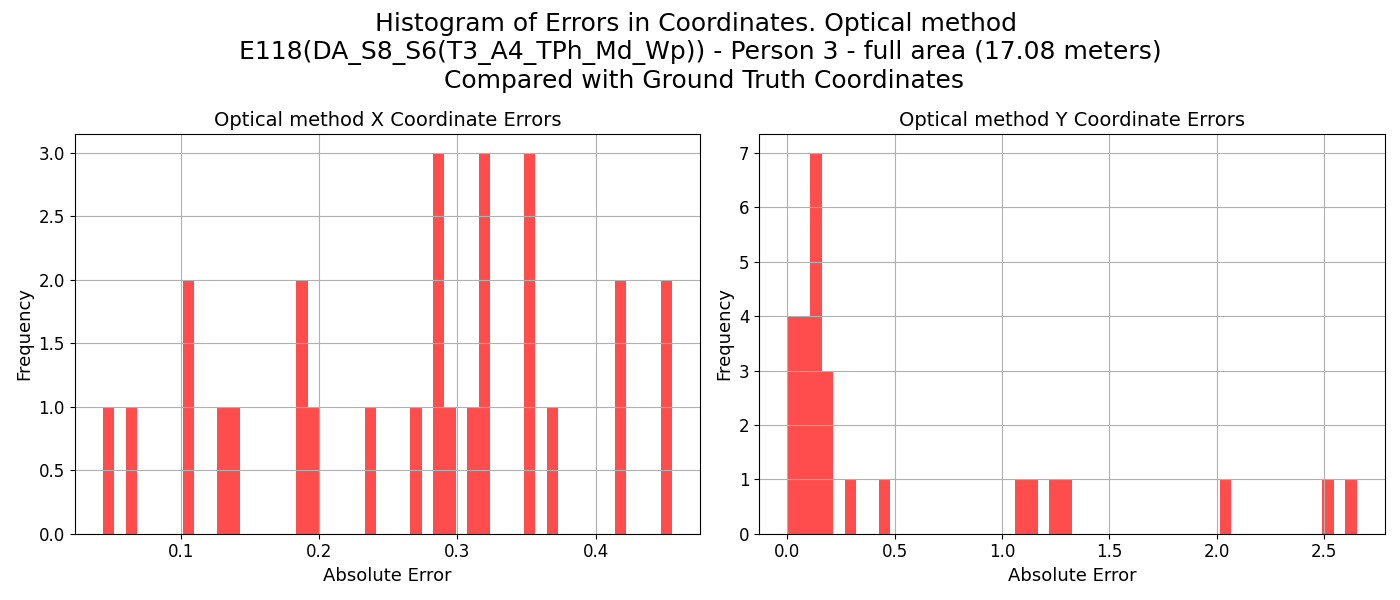 Histogram of Errors in Coordinates. Optical method
E118(DA_S8_S6(T3_A4_TPh_Md_Wp)) - Person 3 - full area (17.08 meters)
Compared with Ground Truth Coordinates
Optical method X Coordinate Errors
3.0
2.5
2.0
1.5
1.0
0.5
0.0
Frequency
0.1 0.2 0.3 0.4
Absolute Error
Optical method Y Coordinate Errors
7
6
5
4
3
2
1
0
Frequency
0.0 0.5 1.0 1.5 2.0 2.5
Absolute Error